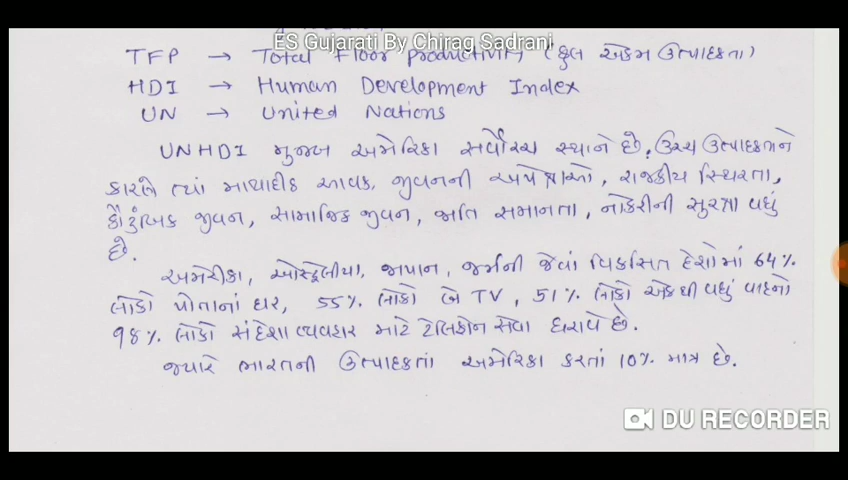 ES Gujarati By Chirag Sadrani
TFP → Total Floor Productivity (કુલ એકમ ઉત્પાદકતા)
HDI → Human Development Index
UN → United Nations
UNHDI મુજબ અમેરિકા સર્વોચ્ચ સ્થાને છે. ઉચ્ચ ઉત્પાદકતાને
કારણે ત્યાં માથાદીઠ આવક, જીવનની અપેક્ષાઓ, રાજકીય સ્થિરતા,
કૌટુંબિક જીવન, સામાજિક જીવન, જાતિ સમાનતા, નોકરીની સુરક્ષા વધું
છે.
અમેરીકા, ઓસ્ટ્રેલીયા, જાપાન, જર્મની જેવાં વિકસિત દેશોમાં 64%
લોકો પોતાનાં ઘર, 55% લોકો બે TV, 51% લોકો એકથી વધું વાહનો
98% લોકો સંદેશા વ્યવહાર માટે ટેલિફોન સેવા ધરાવે છે.
જ્યારે ભારતની ઉત્પાદકતાં અમેરિકા કરતાં 10% માત્ર છે.
DU RECORDER